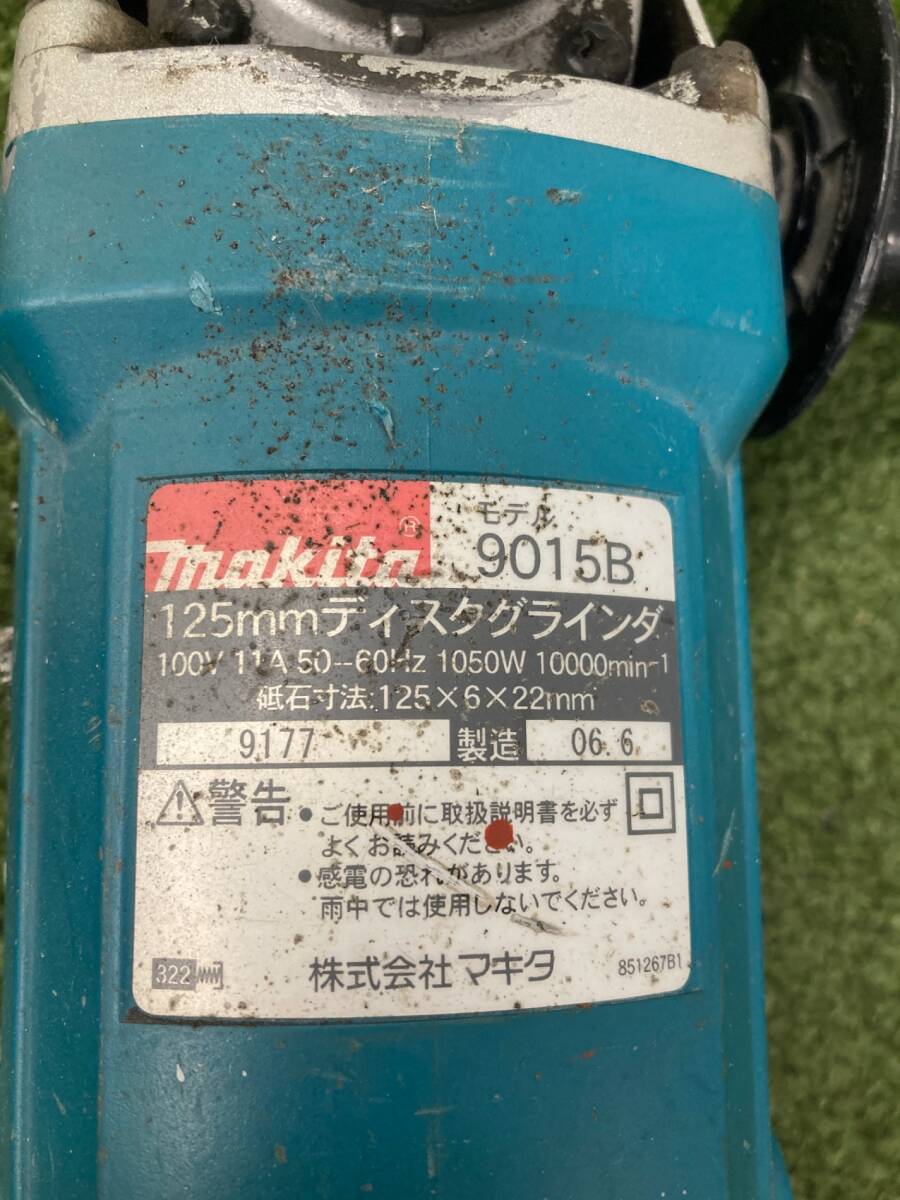 makita®
モデル
9015B
125mmディスクグラインダ
100V 11A 50--60Hz 1050W 10000min-1
砥石寸法:125×6×22mm
9177 製造 06.6
警告 ●ご使用前に取扱説明書を必ず
よくお読みください。
●感電の恐れがあります。
雨中では使用しないでください。
322
株式会社 マキタ 851267B1